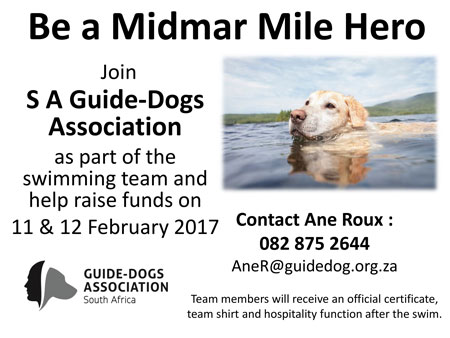 Be a Midmar Mile Hero
Join
S A Guide-Dogs
Association
as part of the
swimming team and
help raise funds on
11 & 12 February 2017
Contact Ane Roux :
082 875 2644
AneR@guidedog.org.za
GUIDE-DOGS
ASSOCIATION
South Africa
Team members will receive an official certificate,
team shirt and hospitality function after the swim.